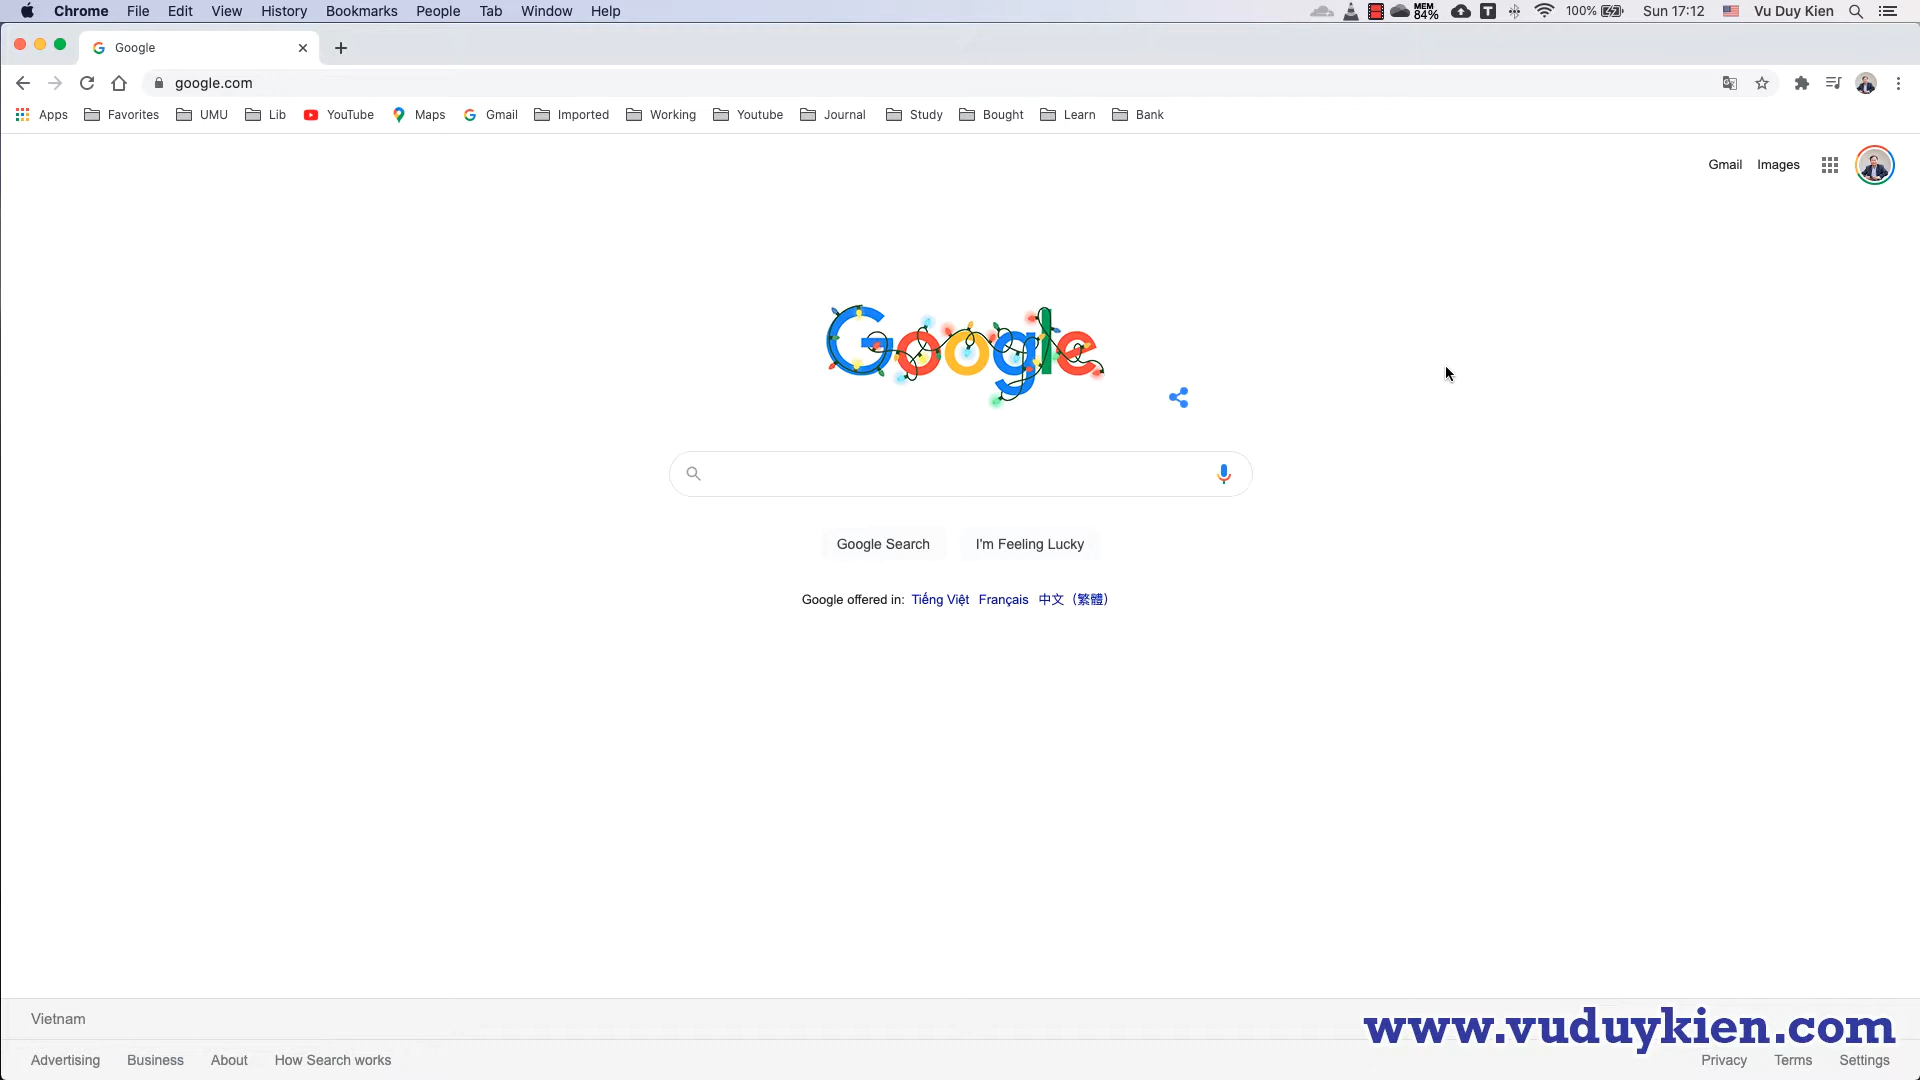 Chrome File Edit View History Bookmarks People Tab Window Help MEM 84% T 100% Sun 17:12 Vu Duy Kien
Google
google.com
Apps Favorites UMU Lib YouTube Maps Gmail Imported Working Youtube Journal Study Bought Learn Bank
Gmail Images
Google
Google Search I'm Feeling Lucky
Google offered in: Tiếng Việt Français 中文（繁體）
Vietnam
www.vuduykien.com
Advertising Business About How Search works Privacy Terms Settings